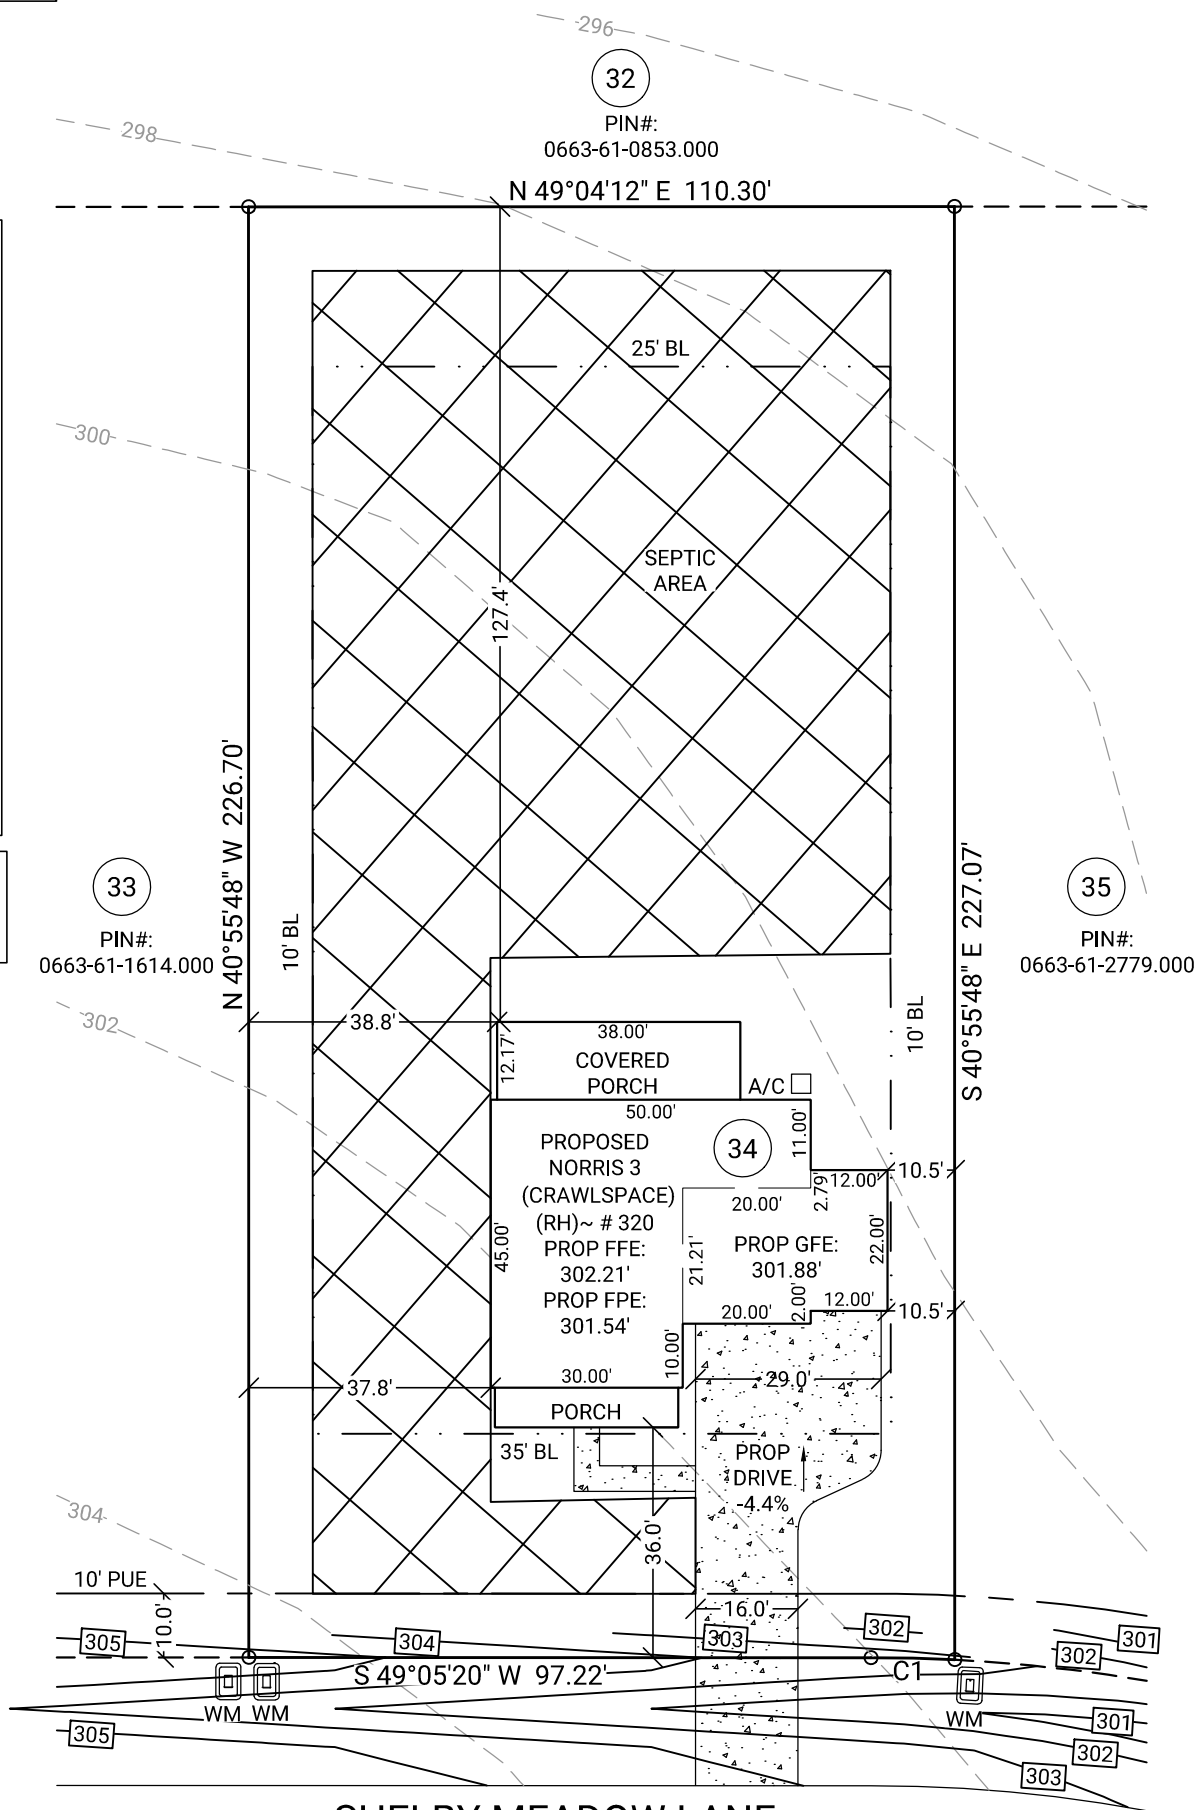 296
32
PIN#:
0663-61-0853.000
298
N 49°04'12" E 110.30'
25' BL
300
SEPTIC
AREA
127.4'
N 40°55'48" W 226.70'
S 40°55'48" E 227.07'
33
PIN#:
0663-61-1614.000
35
PIN#:
0663-61-2779.000
10' BL
10' BL
302
38.8'
38.00'
12.17'
COVERED
PORCH
A/C
50.00'
11.00'
34
PROPOSED
NORRIS 3
(CRAWLSPACE)
(RH)~ # 320
PROP FFE:
302.21'
PROP FPE:
301.54'
45.00'
10.5'
12.00'
2.79'
20.00'
21.21'
PROP GFE:
301.88'
22.00'
20.00'
2.00'
12.00'
10.5'
10.00'
30.00'
37.8'
29.0'
PORCH
35' BL
PROP
DRIVE
-4.4%
304
36.0'
10' PUE
10.0'
16.0'
305
304
303
302
301
302
S 49°05'20" W 97.22'
C1
WM WM
WM
305
301
302
303
SHELBY MEADOW LANE